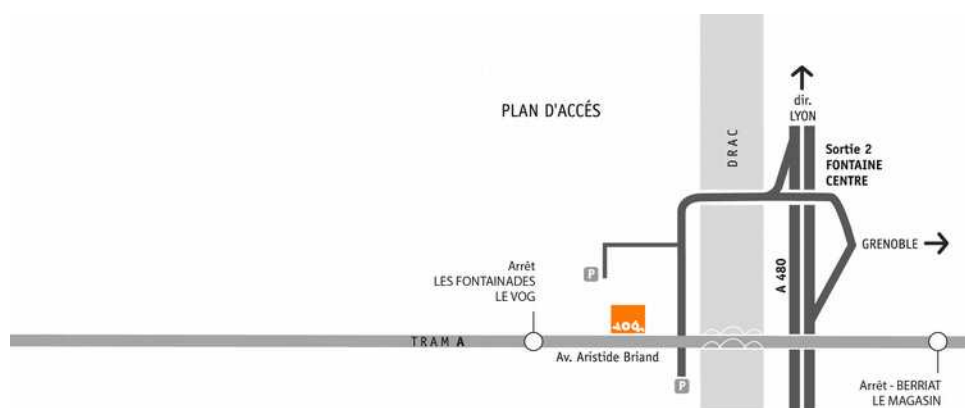 PLAN D'ACCÉS
dir.
LYON
DRAC
Sortie 2
FONTAINE
CENTRE
GRENOBLE
A 480
P
Arrêt
LES FONTAINADES
LE VOG
VOG
TRAM A
Av. Aristide Briand
P
Arrêt - BERRIAT
LE MAGASIN